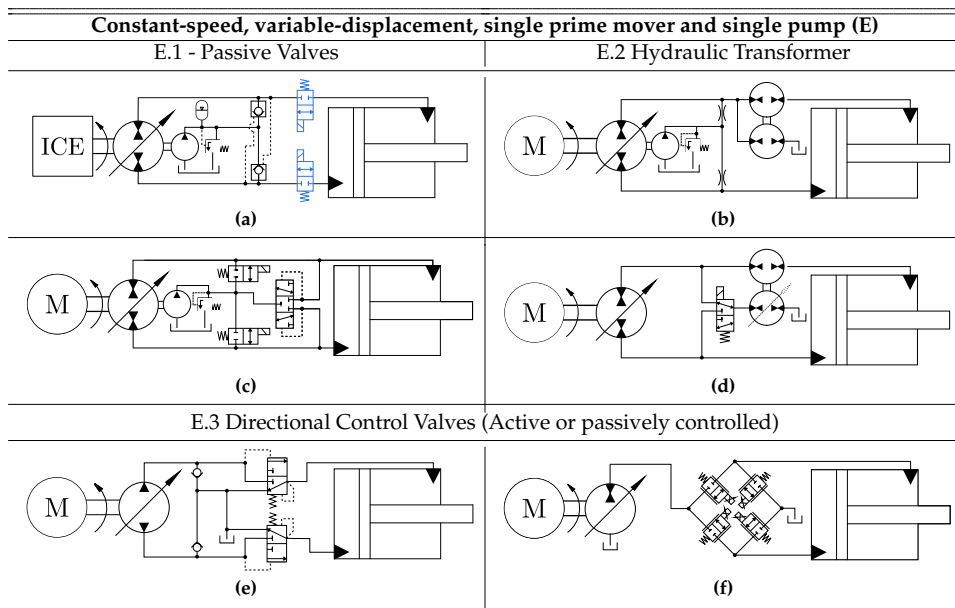 Constant-speed, variable-displacement, single prime mover and single pump (E)
E.1 - Passive Valves E.2 Hydraulic Transformer
ICE M
(a) (b)
M M
(c) (d)
E.3 Directional Control Valves (Active or passively controlled)
M M
(e) (f)